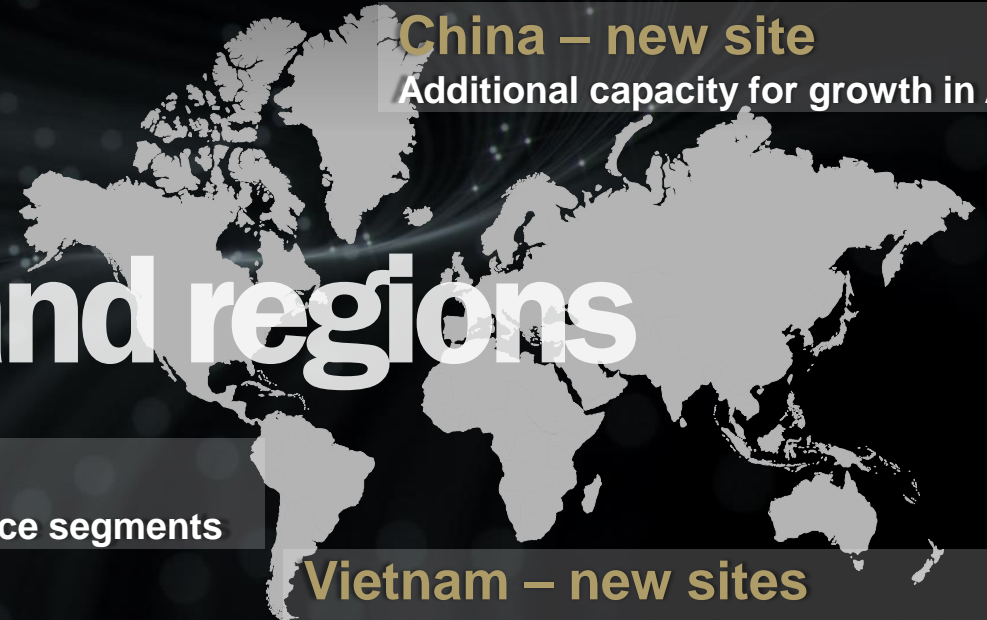 China – new site
Additional capacity for growth in
and regions
ce segments
Vietnam – new sites